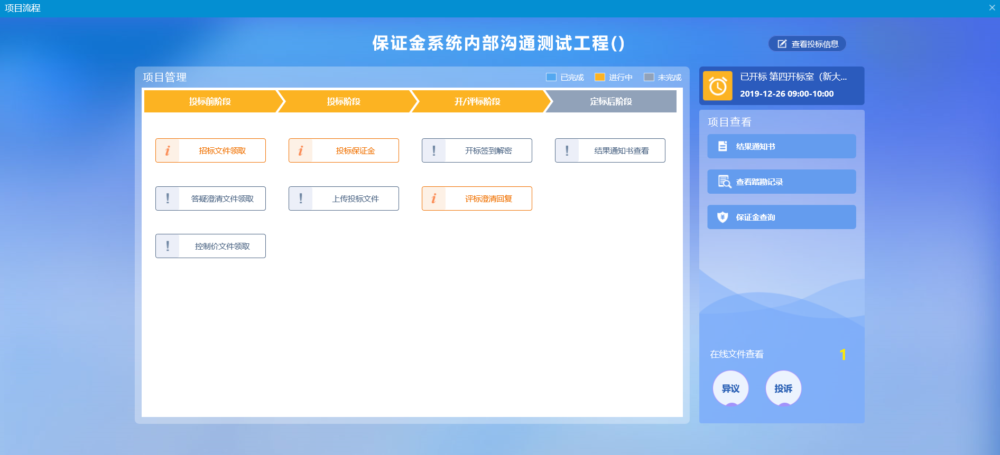 项目流程
保证金系统内部沟通测试工程()
查看投标信息
项目管理
已完成 进行中 未完成
投标前阶段 投标阶段 开/评标阶段 定标后阶段
招标文件领取 投标保证金 开标签到解密 结果通知书查看
答疑澄清文件领取 上传投标文件 评标澄清回复
控制价文件领取
已开标 第四开标室（新大...
2019-12-26 09:00-10:00
项目查看
结果通知书
查看踏勘记录
保证金查询
在线文件查看 1
异议 投诉